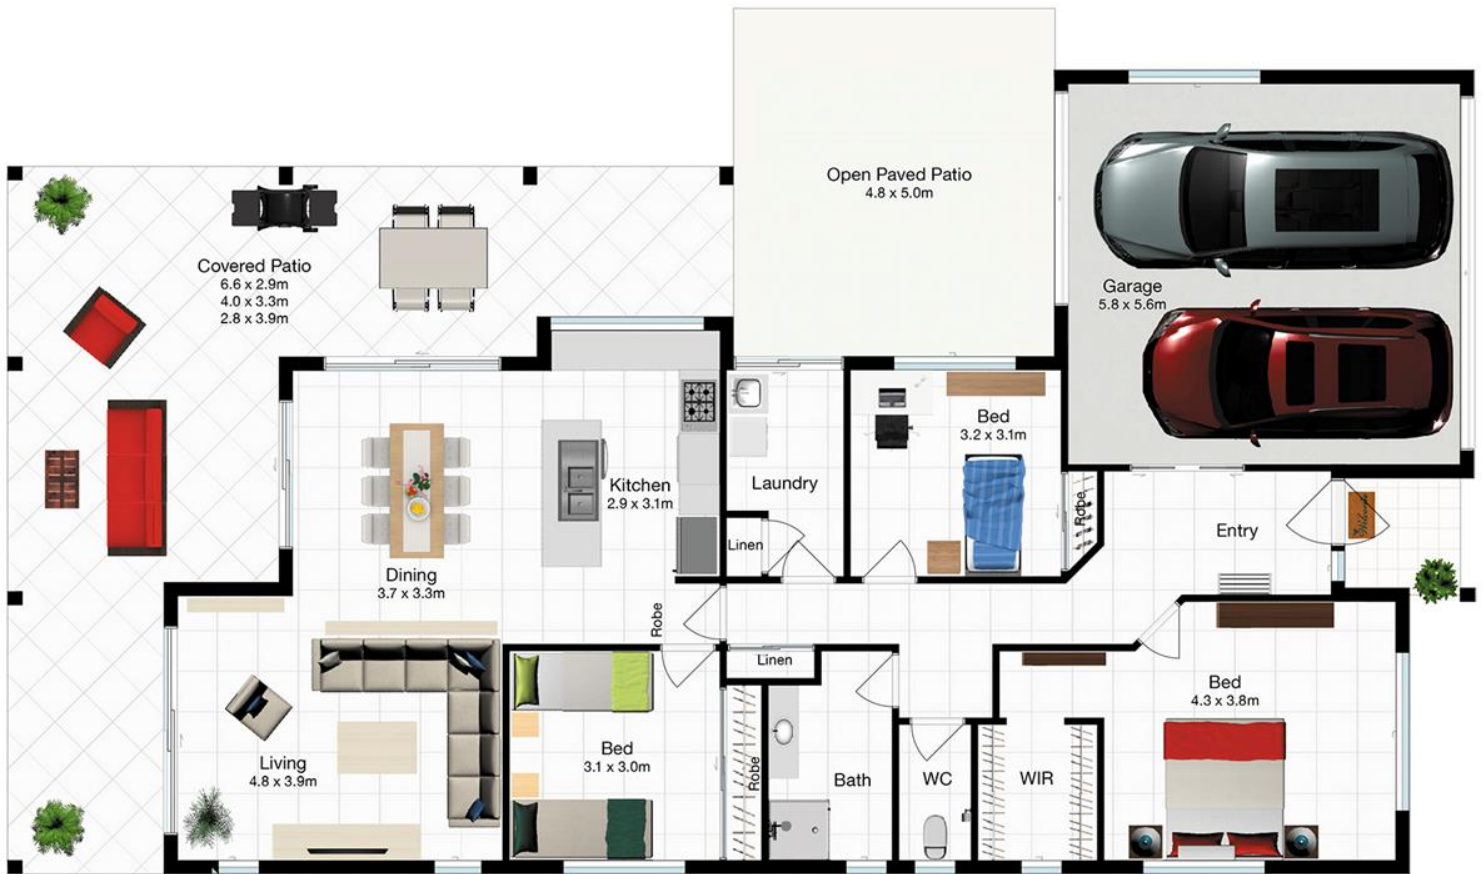 Open Paved Patio
4.8 x 5.0m
Covered Patio
6.6 x 2.9m
4.0 x 3.3m
2.8 x 3.9m
Garage
5.8 x 5.6m
Bed
3.2 x 3.1m
Kitchen
2.9 x 3.1m
Laundry
Robe
Entry
Welcome
Linen
Dining
3.7 x 3.3m
Robe
Linen
Bed
4.3 x 3.8m
Living
4.8 x 3.9m
Bed
3.1 x 3.0m
Robe
Bath
WC
WIR